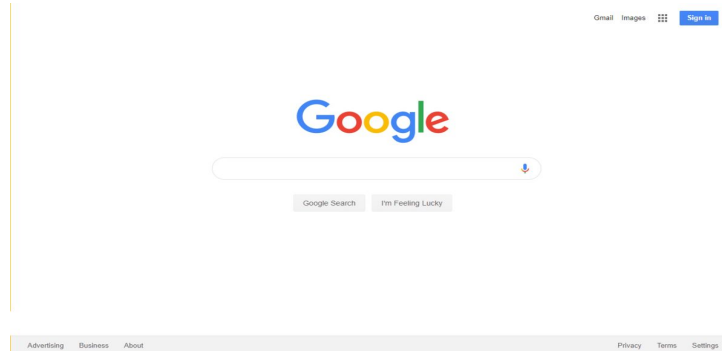 Gmail Images Sign in
Google
Google Search I'm Feeling Lucky
Advertising Business About Privacy Terms Settings